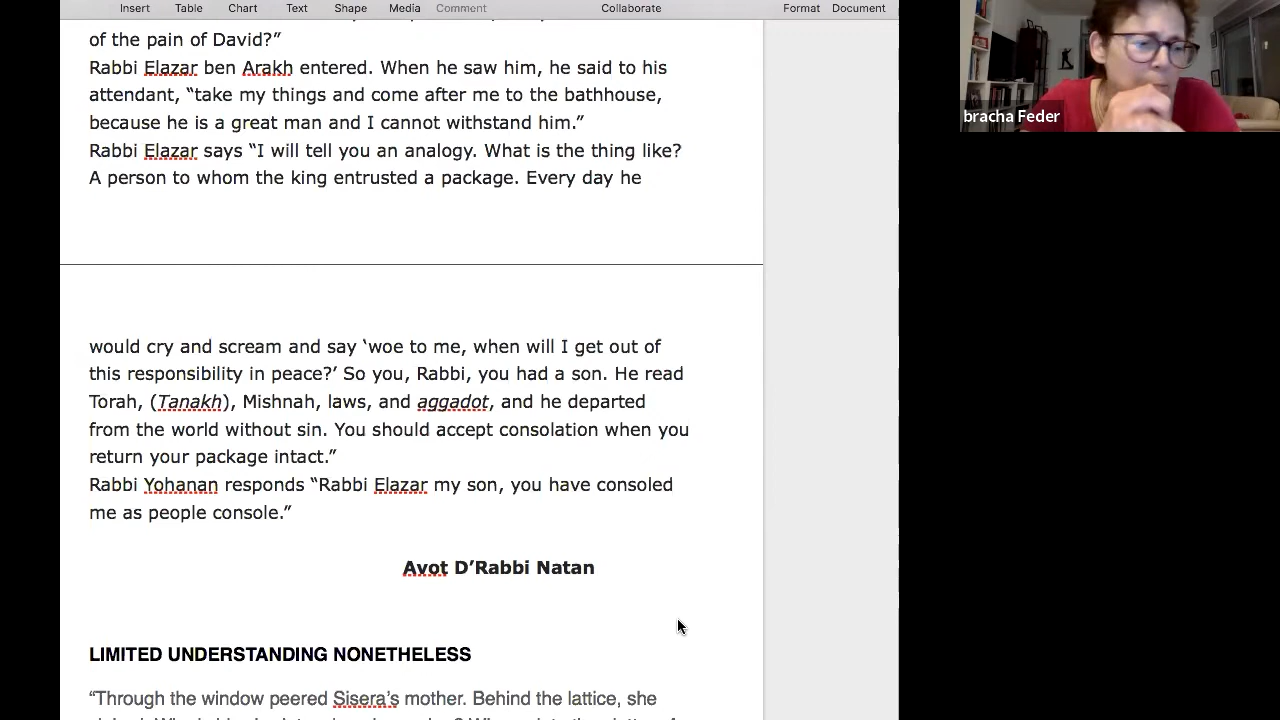 Insert Table Chart Text Shape Media Comment Collaborate Format Document
of the pain of David?”
Rabbi Elazar ben Arakh entered. When he saw him, he said to his
attendant, “take my things and come after me to the bathhouse,
because he is a great man and I cannot withstand him.”
Rabbi Elazar says “I will tell you an analogy. What is the thing like?
A person to whom the king entrusted a package. Every day he
would cry and scream and say ‘woe to me, when will I get out of
this responsibility in peace?’ So you, Rabbi, you had a son. He read
Torah, (Tanakh), Mishnah, laws, and aggadot, and he departed
from the world without sin. You should accept consolation when you
return your package intact.”
Rabbi Yohanan responds “Rabbi Elazar my son, you have consoled
me as people console.”
Avot D’Rabbi Natan
LIMITED UNDERSTANDING NONETHELESS
“Through the window peered Sisera’s mother. Behind the lattice, she
bracha Feder